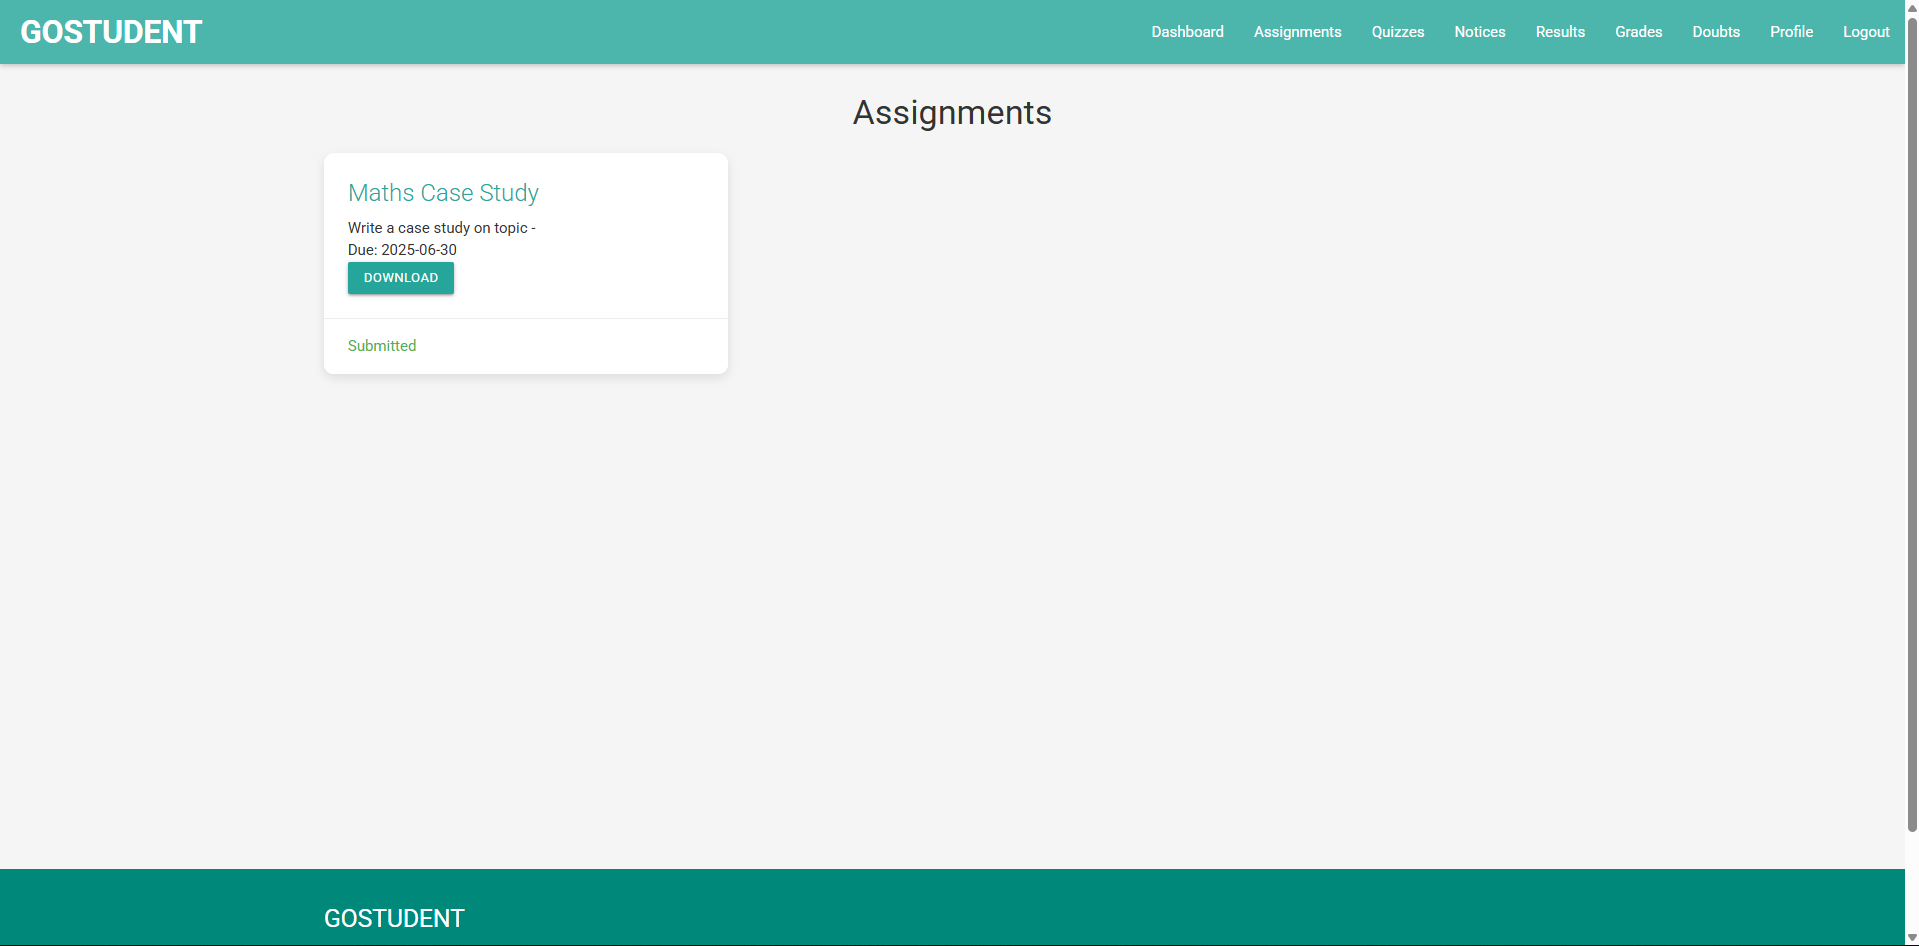 GOSTUDENT
Dashboard Assignments Quizzes Notices Results Grades Doubts Profile Logout
Assignments
Maths Case Study
Write a case study on topic -
Due: 2025-06-30
DOWNLOAD
Submitted
GOSTUDENT